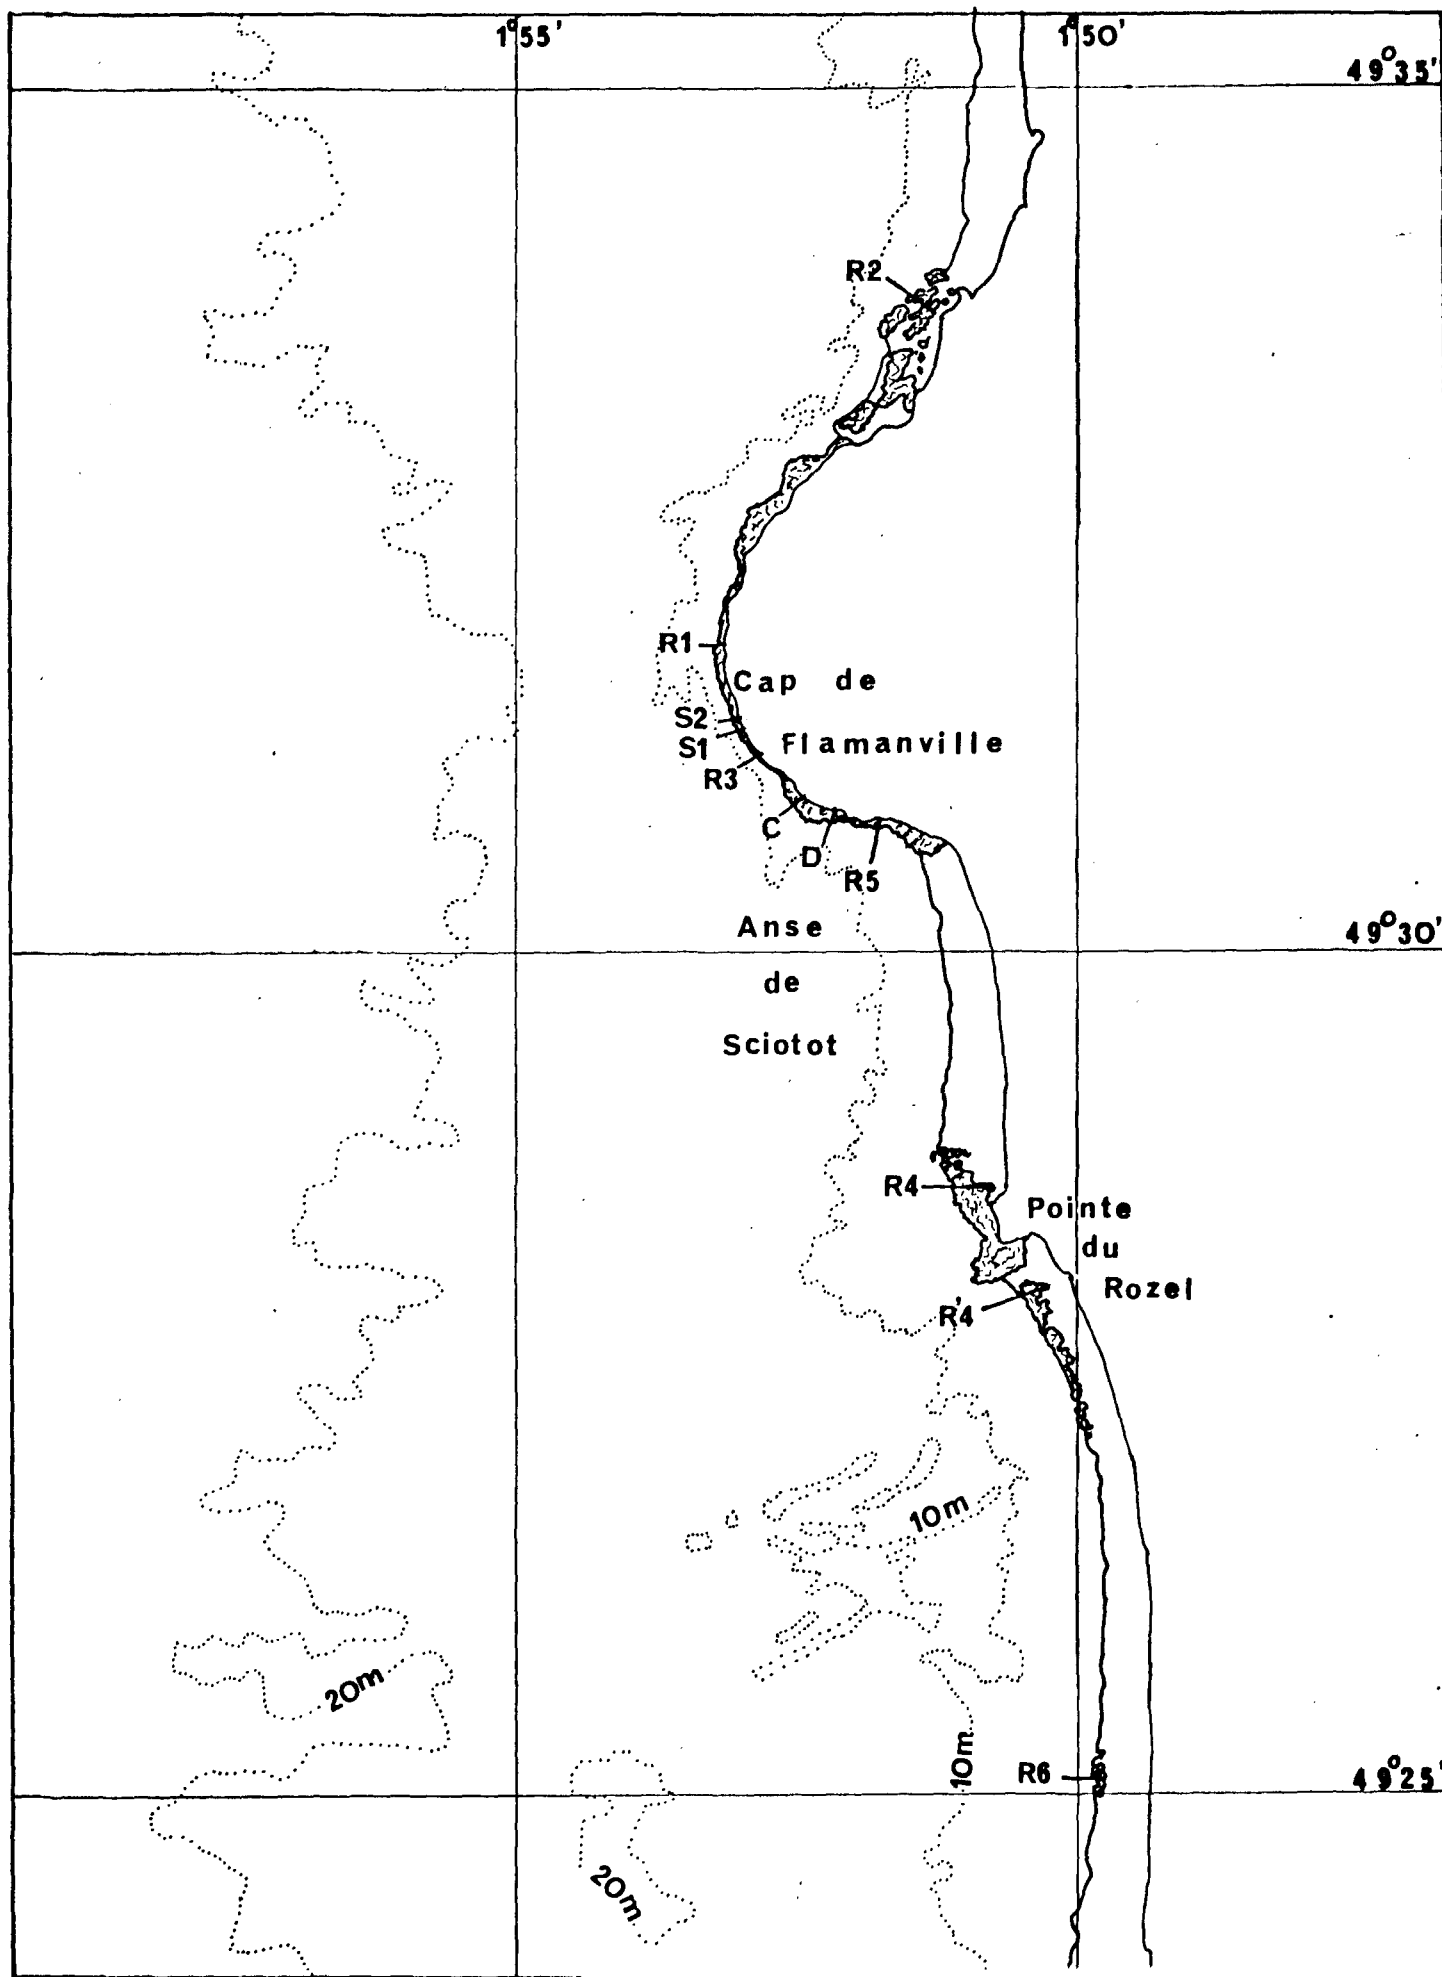 1°55'
1°50'
49°35'
R2
R1
Cap de
S2
Flamanville
S1
R3
C
D
R5
Anse
49°30'
de
Sciotot
R4
Pointe
du
Rozel
R'4
10m
20m
10m
R6
49°25'
20m